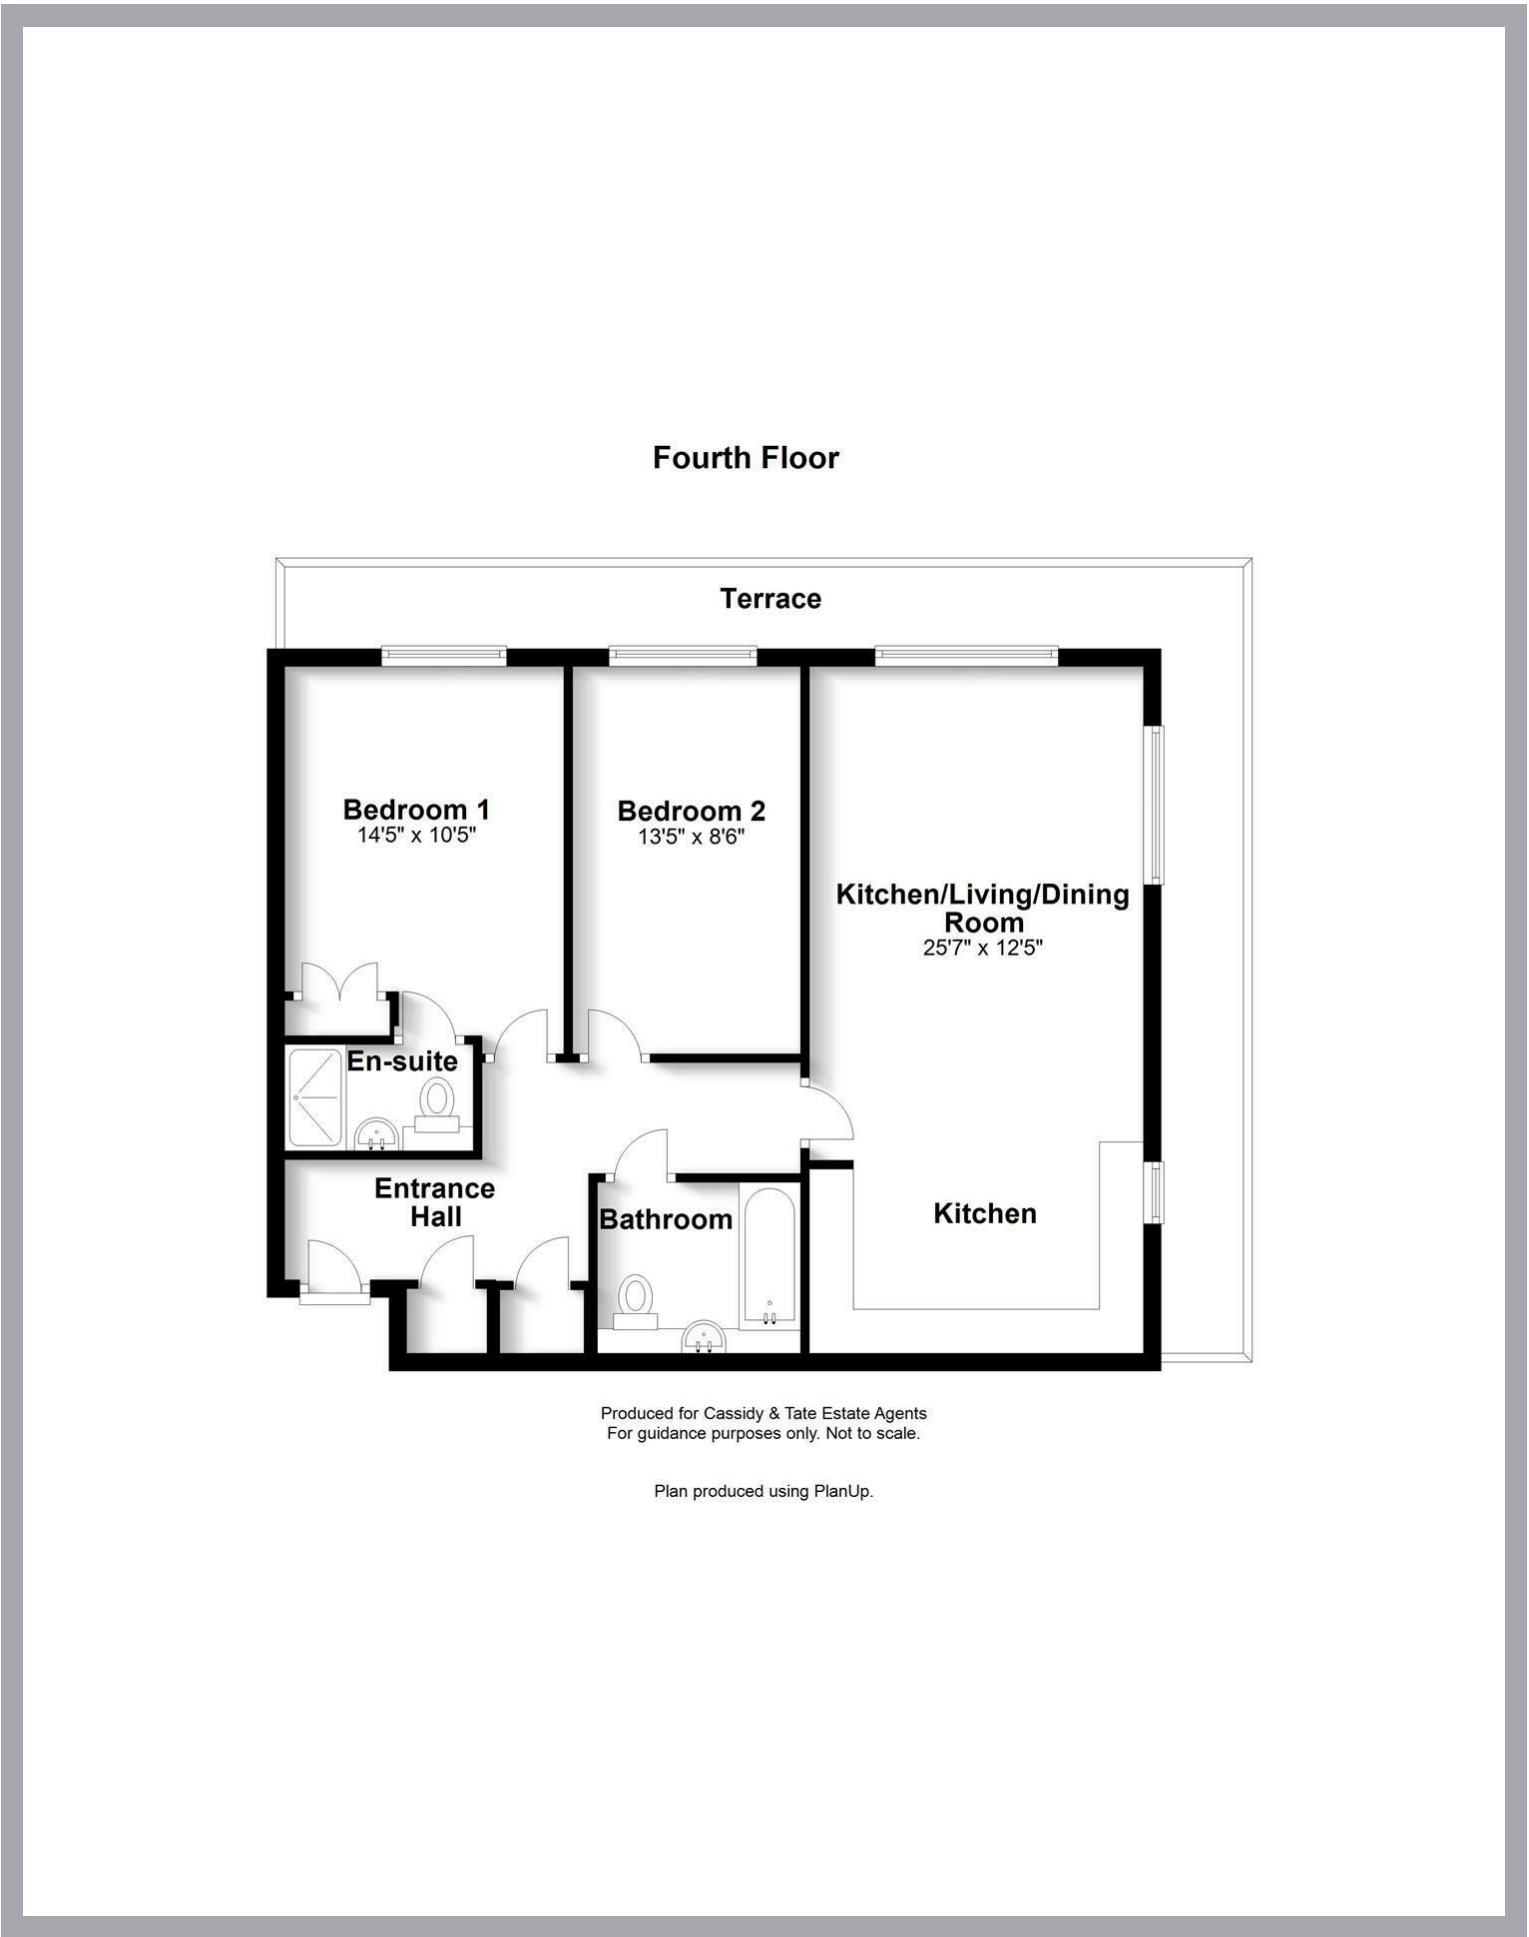 Fourth Floor
Terrace
Bedroom 1
14'5" x 10'5"
Bedroom 2
13'5" x 8'6"
Kitchen/Living/Dining
Room
25'7" x 12'5"
En-suite
Entrance
Hall
Bathroom
Kitchen
Produced for Cassidy & Tate Estate Agents
For guidance purposes only. Not to scale.
Plan produced using PlanUp.